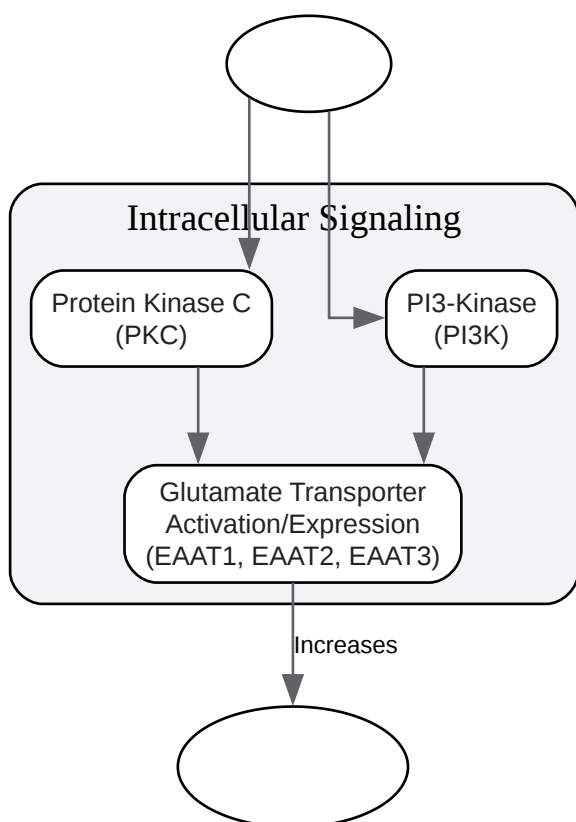 Intracellular Signaling
Protein Kinase C
(PKC)
PI3-Kinase
(PI3K)
Glutamate Transporter
Activation/Expression
(EAAT1, EAAT2, EAAT3)
Increases